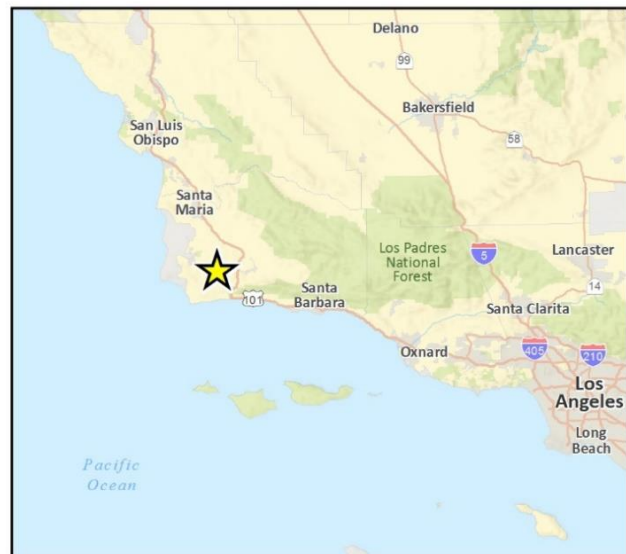 Delano
99
Bakersfield
San Luis
Obispo
58
Santa
Maria
Los Padres
National
Forest
5
Lancaster
Santa
Barbara
101
14
Santa Clarita
Oxnard
405
210
Los
Angeles
Long
Beach
Pacific
Ocean